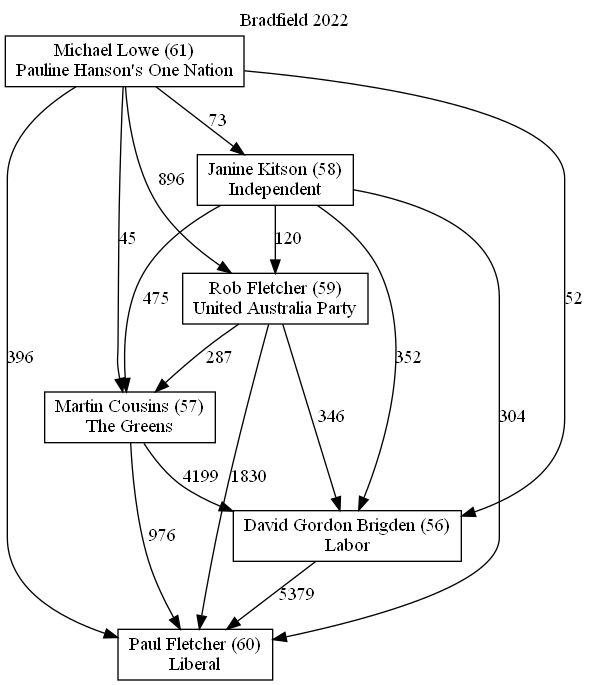 Bradfield 2022
Michael Lowe (61)
Pauline Hanson's One Nation
73
Janine Kitson (58)
Independent
896
45
120
475
Rob Fletcher (59)
United Australia Party
52
396
287
352
Martin Cousins (57)
The Greens
346
304
4199
1830
976
David Gordon Brigden (56)
Labor
5379
Paul Fletcher (60)
Liberal